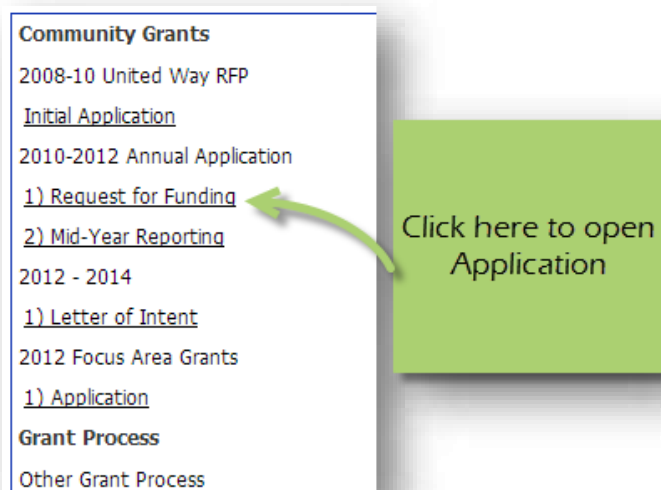 Community Grants
2008-10 United Way RFP
Initial Application
2010-2012 Annual Application
1) Request for Funding
2) Mid-Year Reporting
2012 - 2014
1) Letter of Intent
2012 Focus Area Grants
1) Application
Grant Process
Other Grant Process
Click here to open
Application